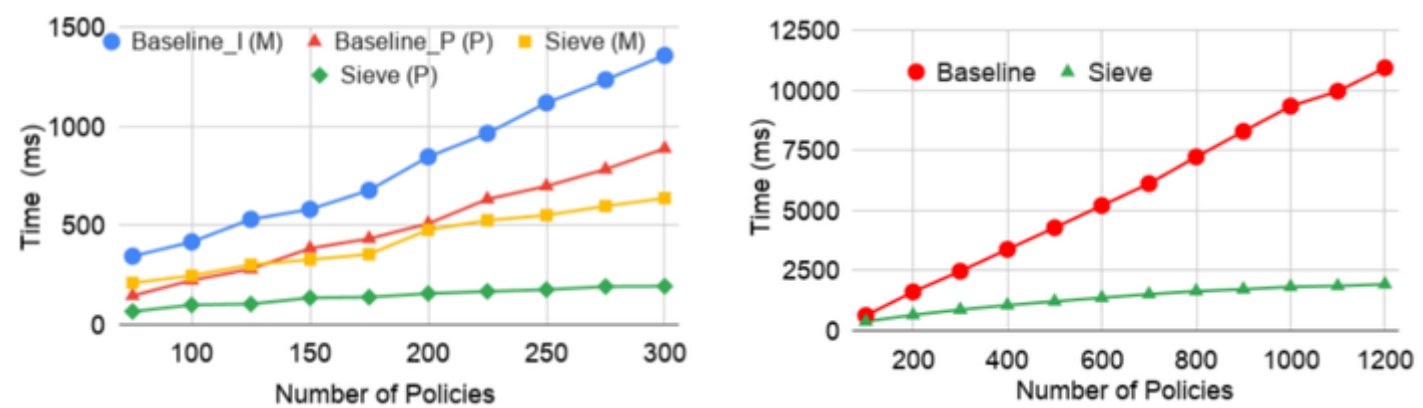 1500
Baseline_I (M) Baseline_P (P) Sieve (M)
Sieve (P)
1000
500
0
Time (ms)
100 150 200 250 300
Number of Policies
12500
Baseline Sieve
10000
7500
5000
2500
0
Time (ms)
200 400 600 800 1000 1200
Number of Policies